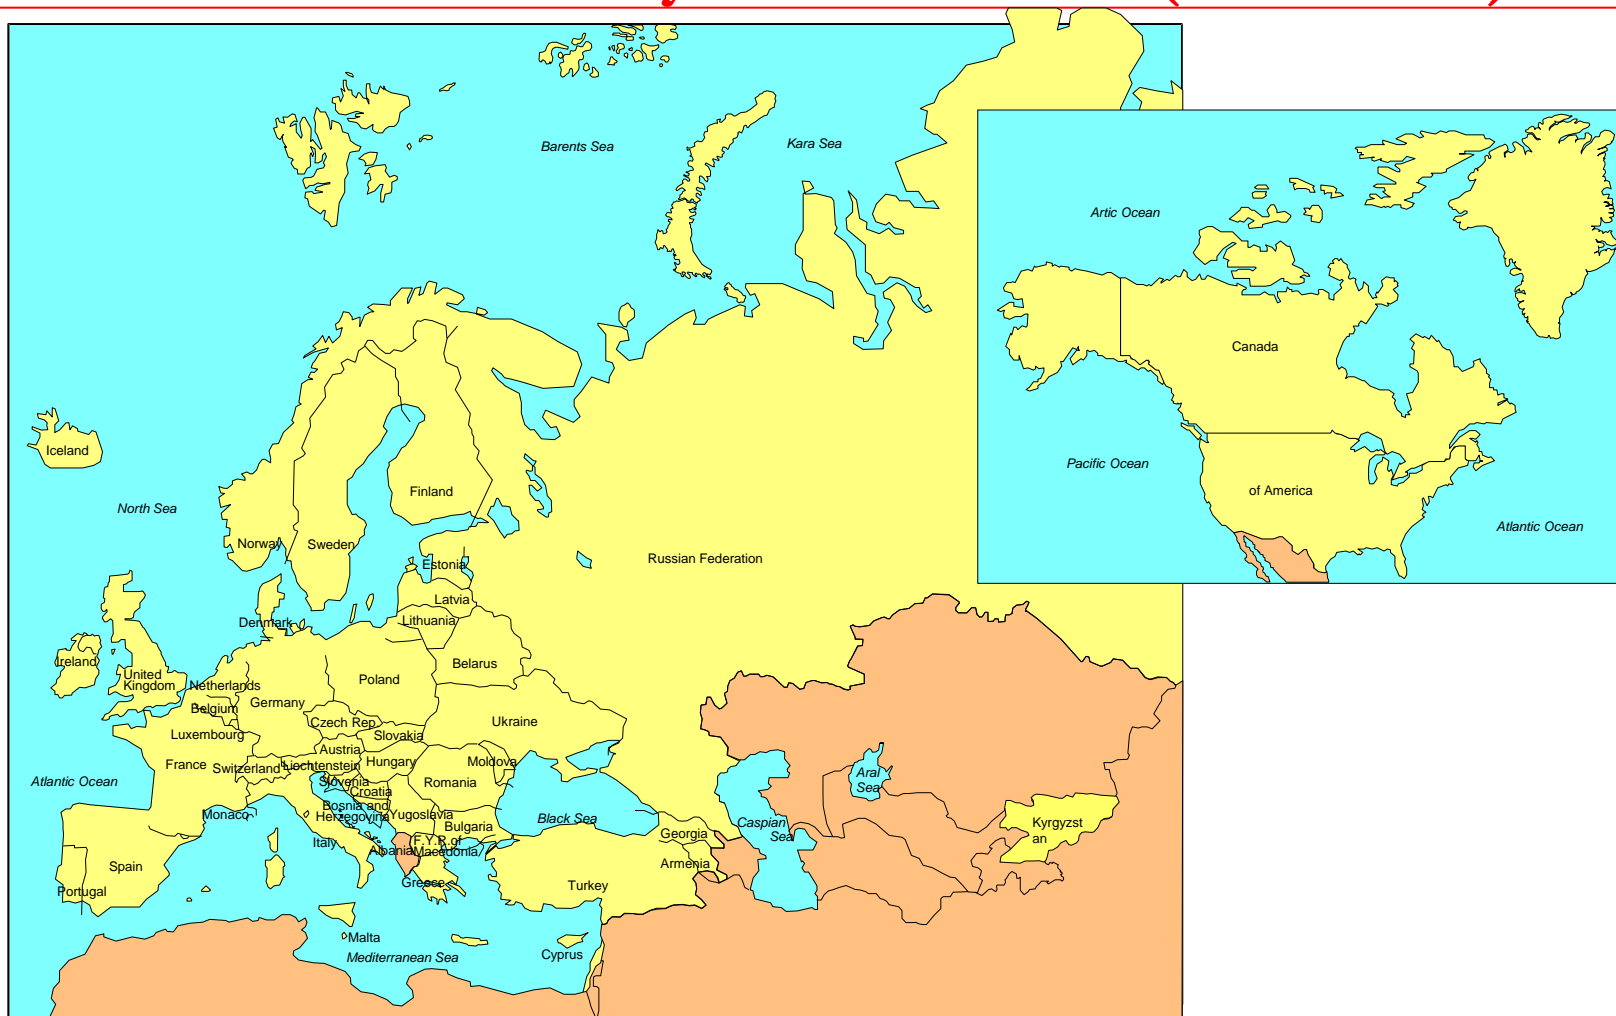 Barents Sea
Kara Sea
Artic Ocean
Canada
Pacific Ocean
of America
Atlantic Ocean
Iceland
North Sea
Finland
Norway
Sweden
Russian Federation
Estonia
Latvia
Lithuania
Denmark
Belarus
Ireland
United
Kingdom
Netherlands
Poland
Belgium
Germany
Czech Rep.
Ukraine
Luxembourg
Slovakia
Austria
France
Switzerland
Liechtenstein
Hungary
Moldova
Atlantic Ocean
Slovenia
Romania
Croatia
Aral
Sea
Bosnia and
Herzegovina
Monaco
Yugoslavia
Bulgaria
Black Sea
Caspian
Sea
Georgia
Kyrgyzst
an
Italy
F.Y.R.of
Macedonia
Albania
Spain
Armenia
Portugal
Greece
Turkey
Malta
Mediterranean Sea
Cyprus